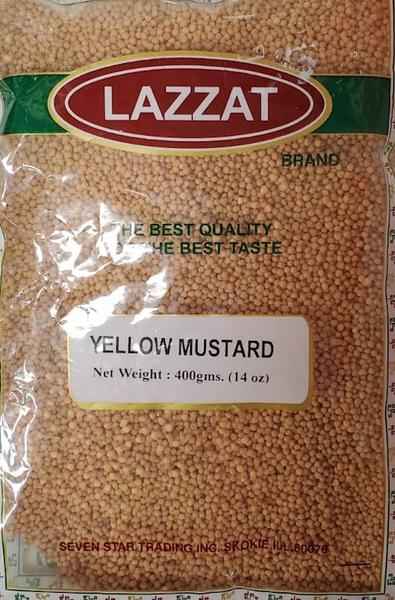 LAZZAT
BRAND
THE BEST QUALITY
THE BEST TASTE
YELLOW MUSTARD
Net Weight : 400gms. (14 oz)
SEVEN STAR TRADING INC. SKOKIE, ILL. 60076